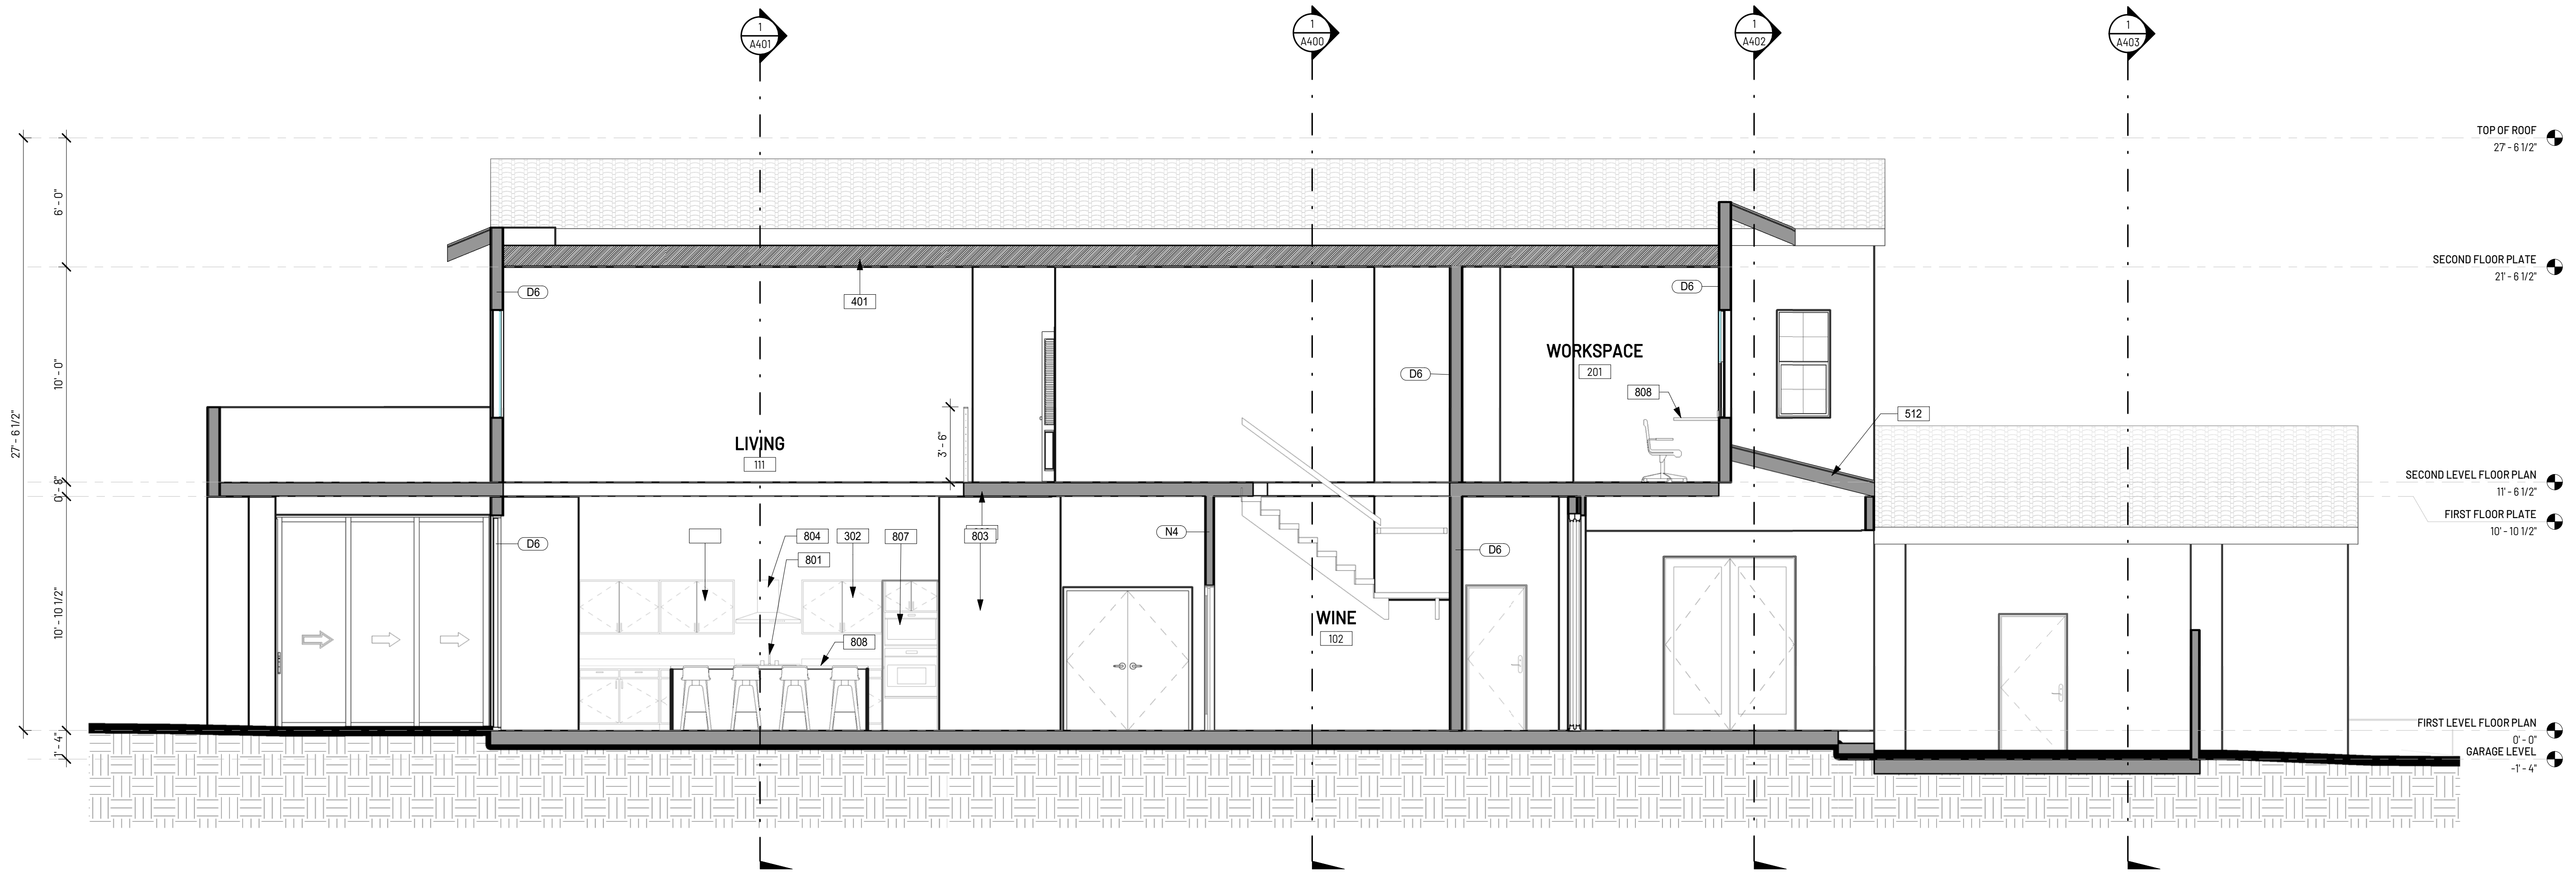 1
A401
1
A400
1
A402
1
A403
TOP OF ROOF
27' - 6 1/2"
6' - 0"
SECOND FLOOR PLATE
21' - 6 1/2"
D6
D6
401
WORKSPACE
201
D6
808
10' - 0"
27' - 6 1/2"
512
3' - 6"
LIVING
111
SECOND LEVEL FLOOR PLAN
11' - 6 1/2"
0' - 8"
FIRST FLOOR PLATE
10' - 10 1/2"
N4
804
302
807
803
D6
D6
801
10' - 10 1/2"
WINE
102
808
FIRST LEVEL FLOOR PLAN
0' - 0"
1' - 4"
GARAGE LEVEL
-1' - 4"